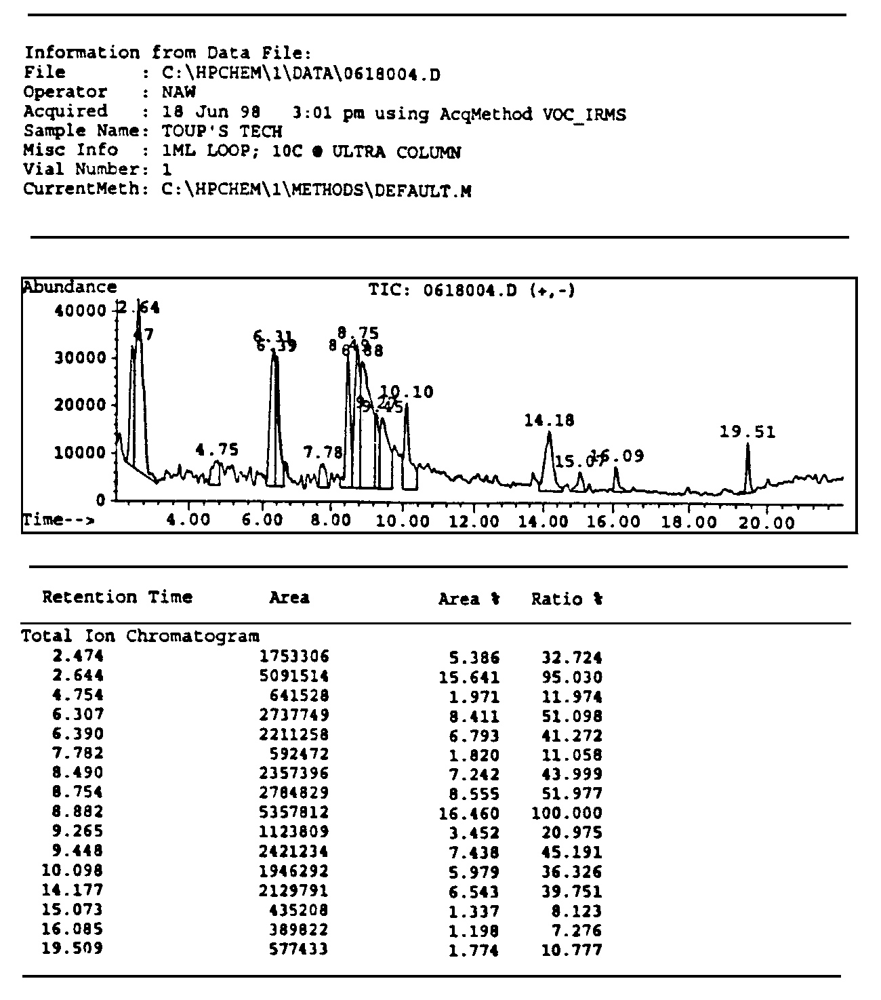 Information from Data File:
File : C:\HPCHEM\1\DATA\0618004.D
Operator : NAW
Acquired : 18 Jun 98 3:01 pm using AcqMethod VOC_IRMS
Sample Name: TOUP'S TECH
Misc Info : 1ML LOOP; 10C @ ULTRA COLUMN
Vial Number: 1
CurrentMeth: C:\HPCHEM\1\METHODS\DEFAULT.M
Abundance
TIC: 0618004.D (+,-)
40000
30000
20000
10000
0
2.64
47
4.75
6.31
6.39
7.78
8.75
10.10
14.18
15.07
16.09
19.51
Time-->
4.00 6.00 8.00 10.00 12.00 14.00 16.00 18.00 20.00
Retention Time Area Area % Ratio %
Total Ion Chromatogram
2.474 1753306 5.386 32.724
2.644 5091514 15.641 95.030
4.754 641528 1.971 11.974
6.307 2737749 8.411 51.098
6.390 2211258 6.793 41.272
7.782 592472 1.820 11.058
8.490 2357396 7.242 43.999
8.754 2784829 8.555 51.977
8.882 5357812 16.460 100.000
9.265 1123809 3.452 20.975
9.448 2421234 7.438 45.191
10.098 1946292 5.979 36.326
14.177 2129791 6.543 39.751
15.073 435208 1.337 8.123
16.085 389822 1.198 7.276
19.509 577433 1.774 10.777